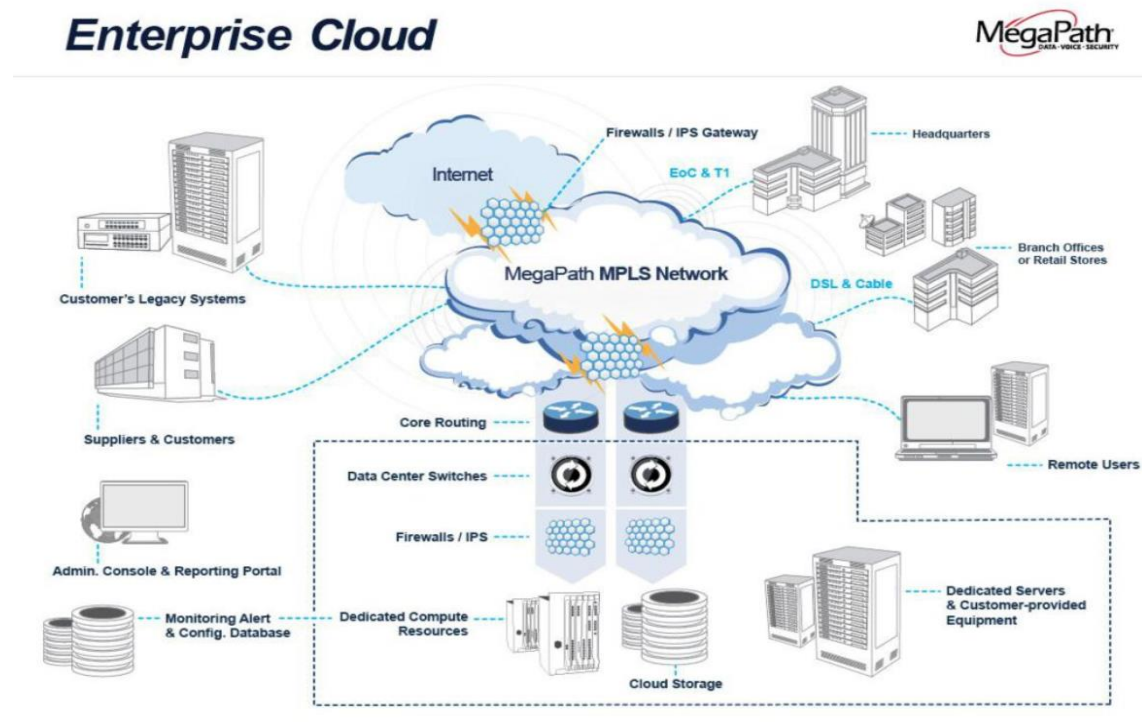 Enterprise Cloud
MegaPath
DATA · VOICE · SECURITY
Firewalls / IPS Gateway
Headquarters
Internet
EoC & T1
Branch Offices
or Retail Stores
MegaPath MPLS Network
DSL & Cable
Customer's Legacy Systems
Suppliers & Customers
Core Routing
Remote Users
Data Center Switches
Firewalls / IPS
Admin. Console & Reporting Portal
Monitoring Alert
& Config. Database
Dedicated Compute
Resources
Dedicated Servers
& Customer-provided
Equipment
Cloud Storage